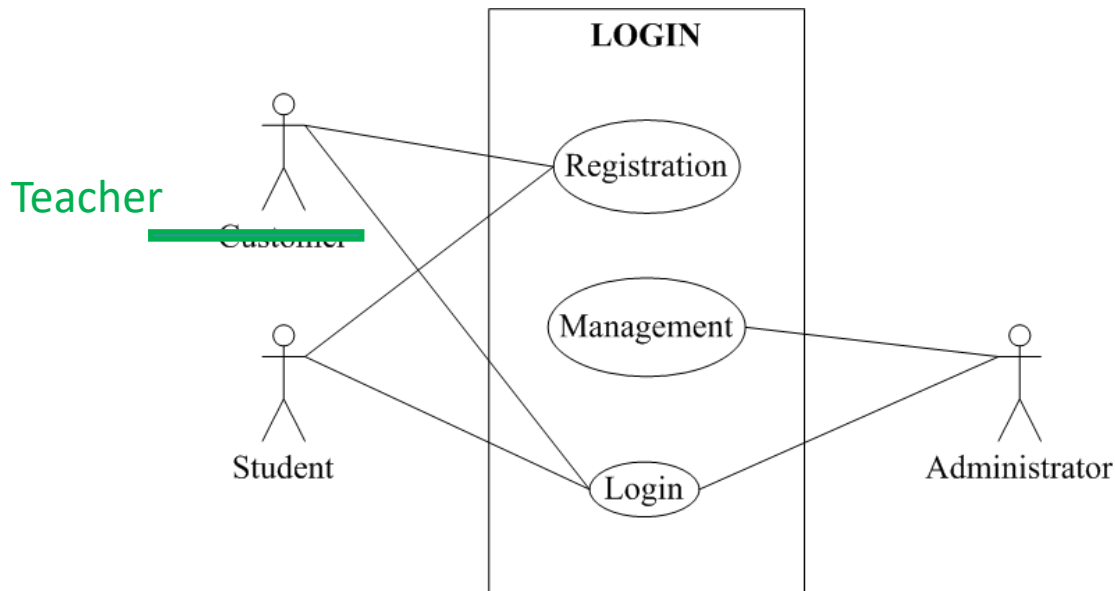 LOGIN
Registration
Teacher
Customer
Management
Student
Login
Administrator